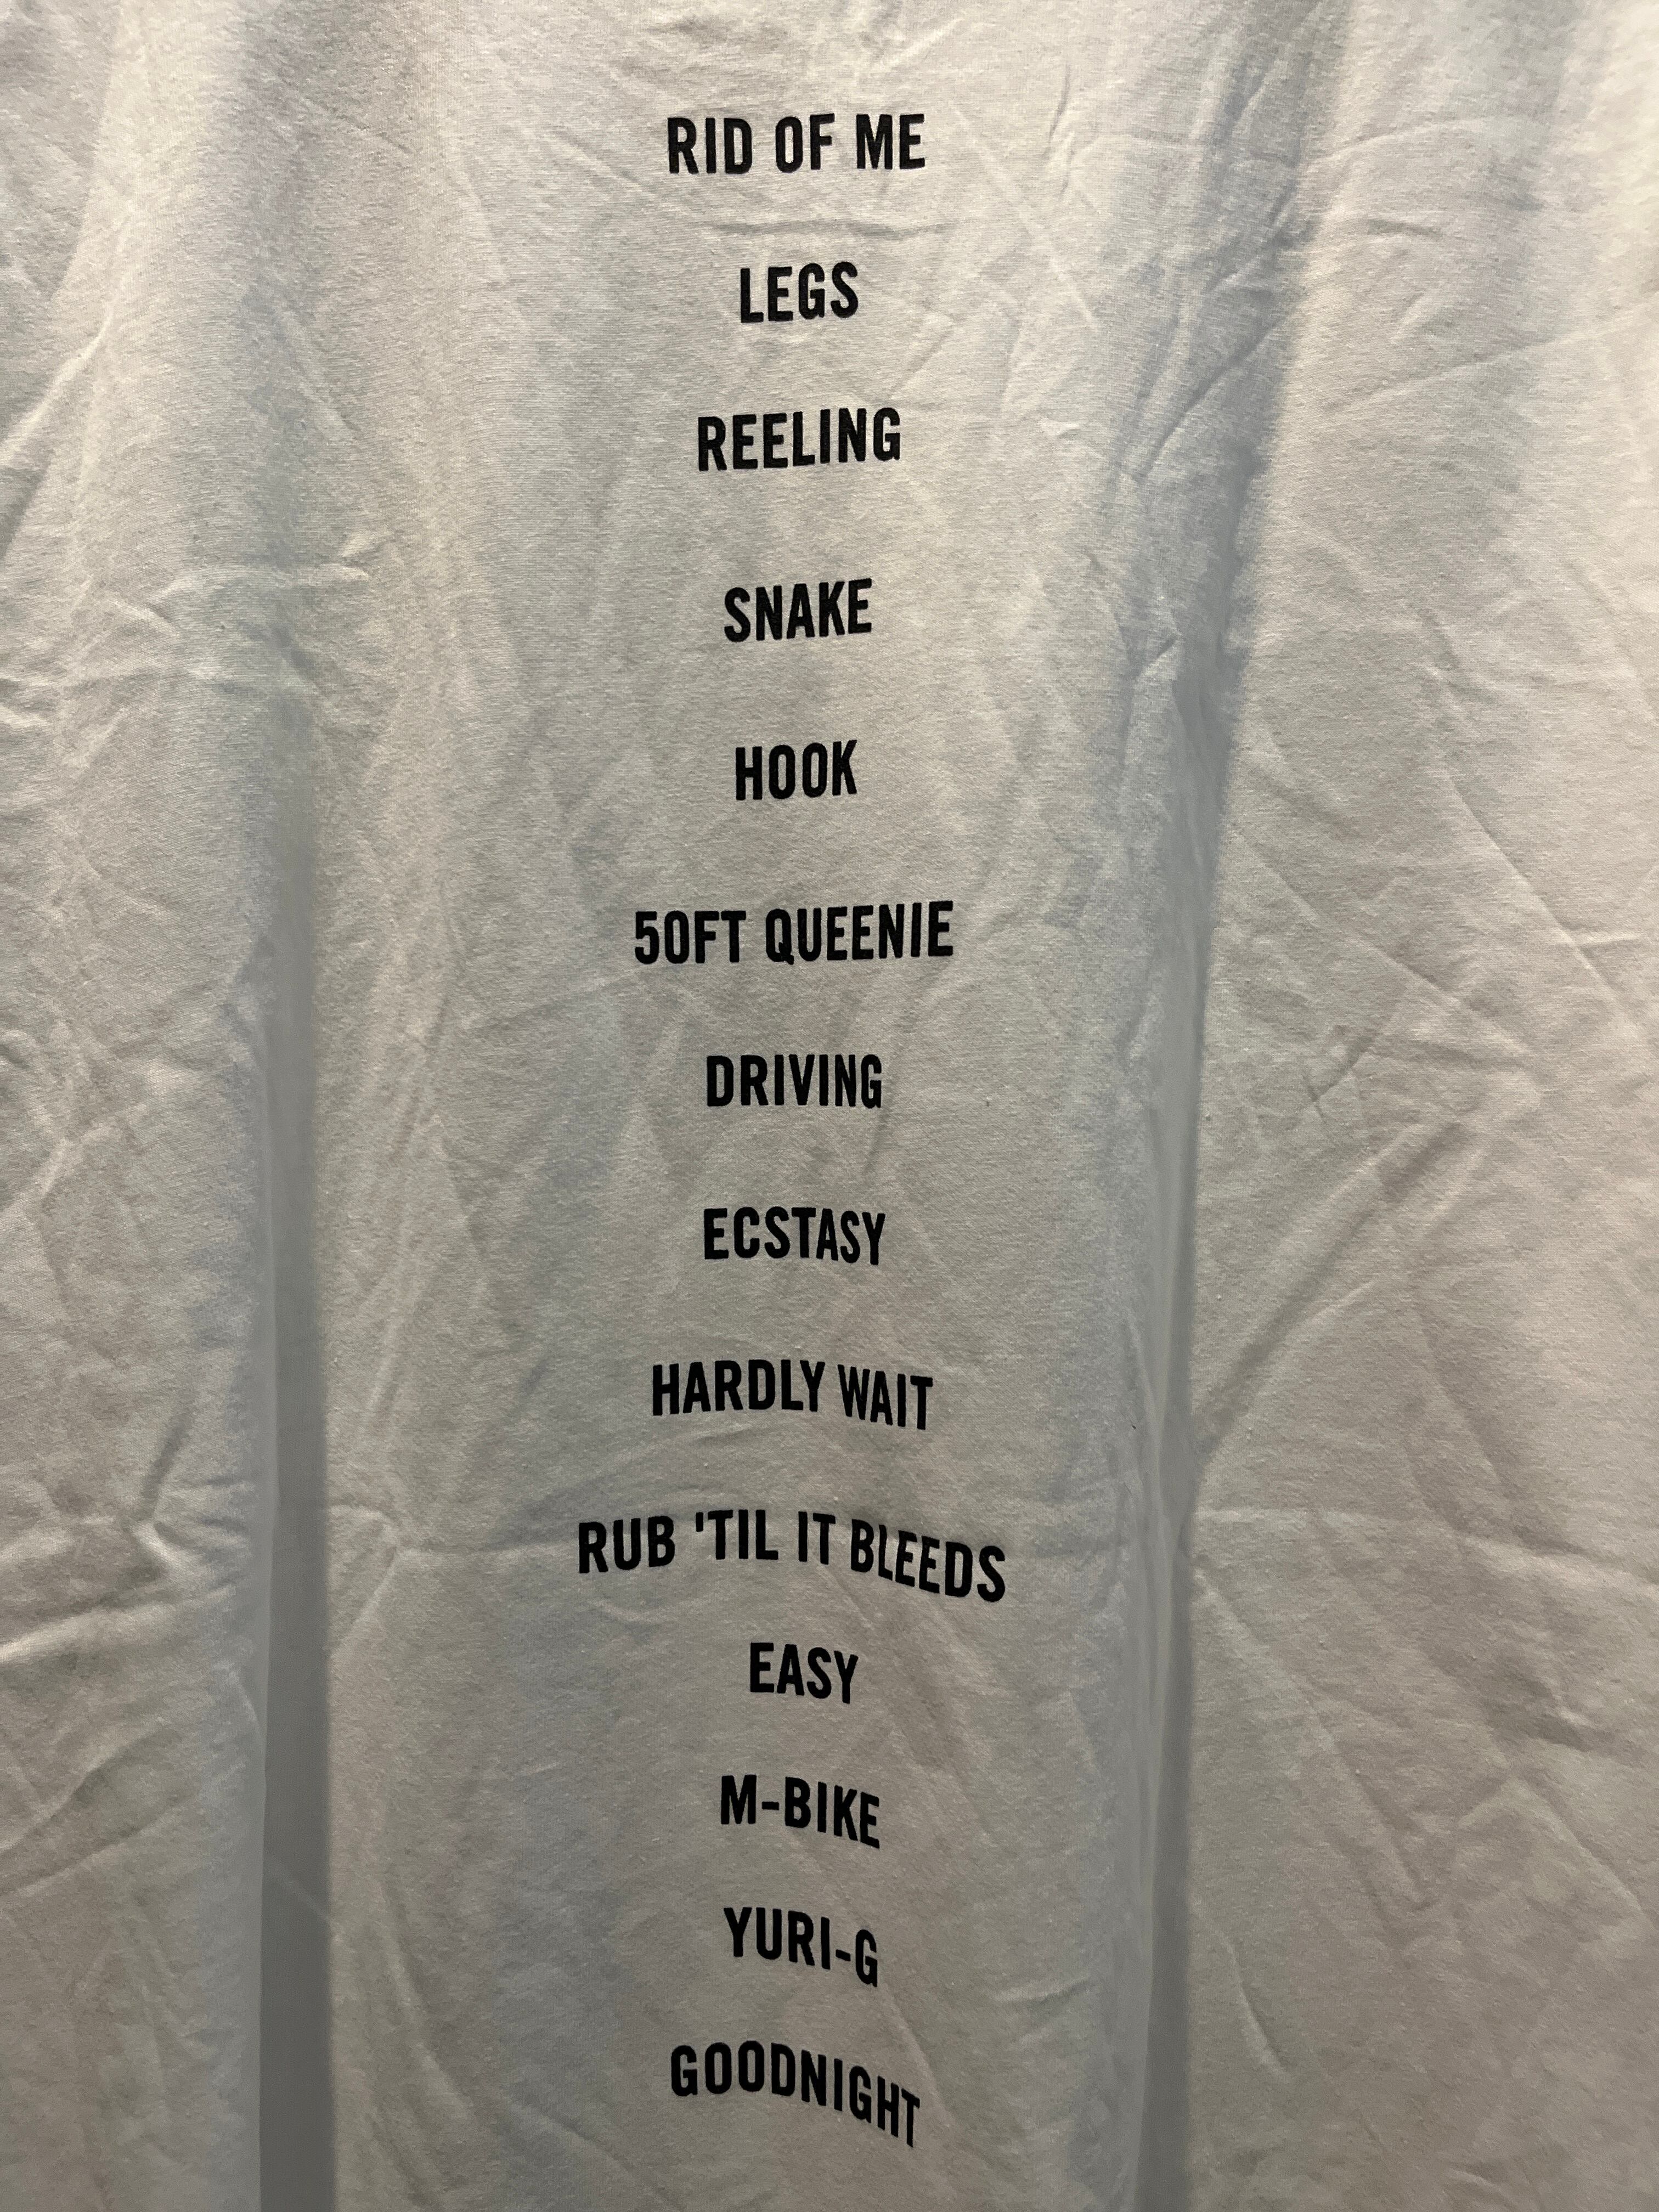 RID OF ME
LEGS
REELING
SNAKE
HOOK
50FT QUEENIE
DRIVING
ECSTASY
HARDLY WAIT
RUB 'TIL IT BLEEDS
EASY
M-BIKE
YURI-G
GOODNIGHT